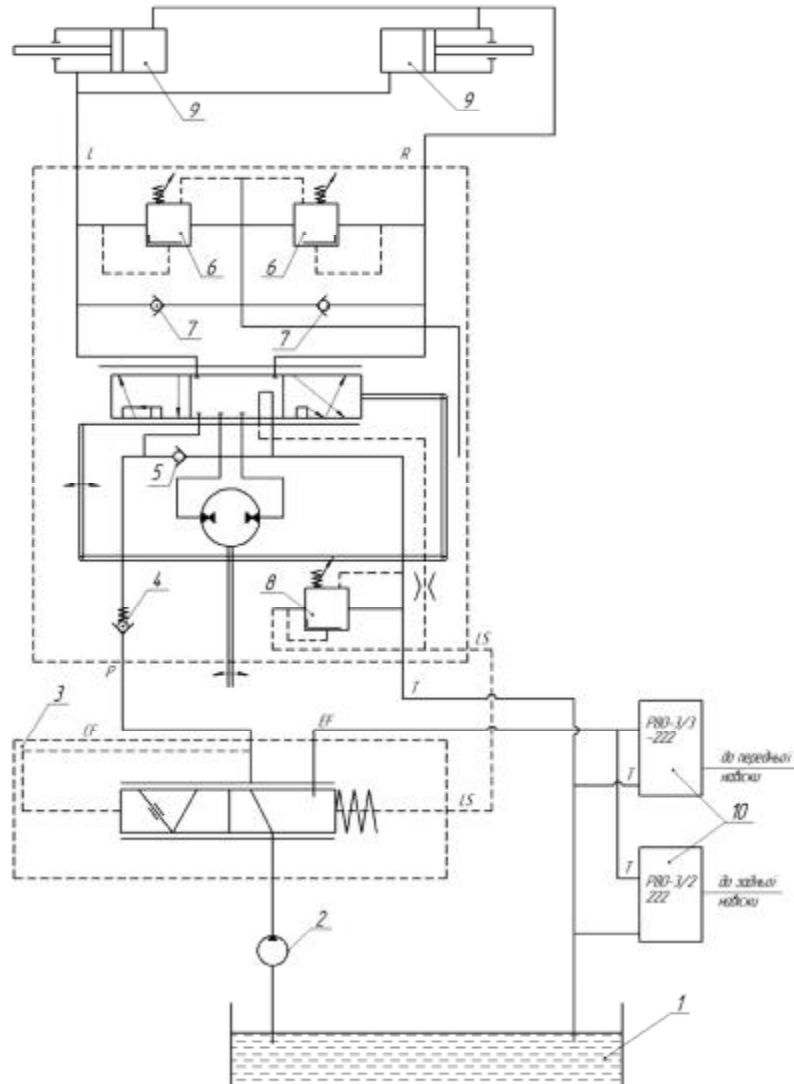 9
9
L
R
6
6
7
7
5
8
4
LS
P
T
3
CF
EF
LS
Р80-3/3
-222
до передньої
навіски
T
10
T
Р80-3/2
222
до задньої
навіски
2
1